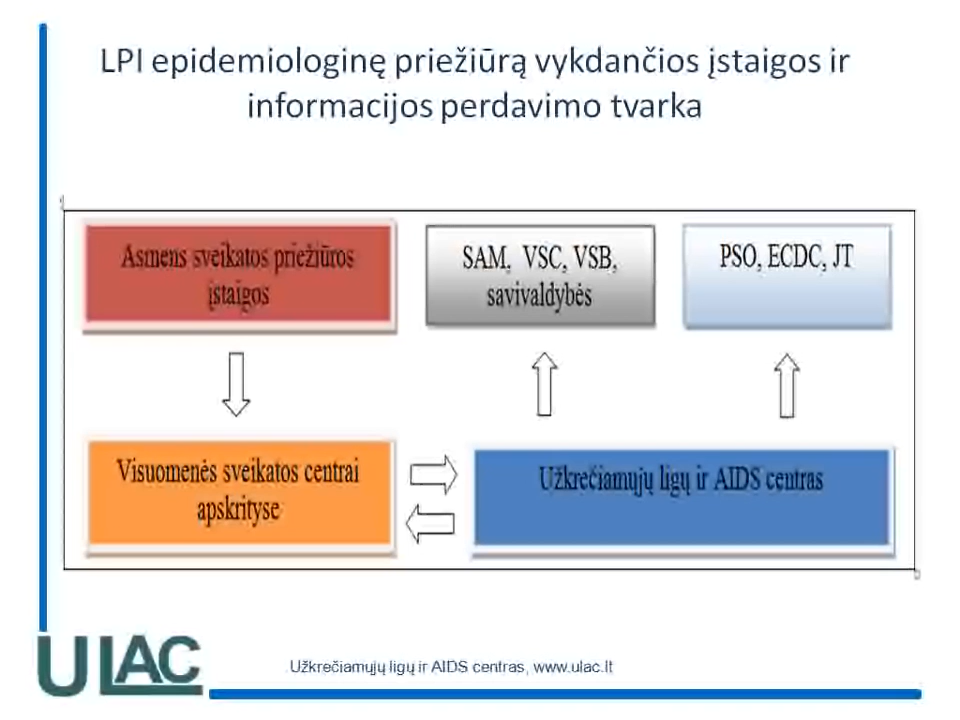 LPI epidemiologinę priežiūrą vykdančios įstaigos ir
informacijos perdavimo tvarka
Asmens sveikatos priežiūros
įstaigos
SAM, VSC, VSB,
savivaldybės
PSO, ECDC, JT
Visuomenės sveikatos centrai
apskrityse
Užkrečiamųjų ligų ir AIDS centras
ULAC
Užkrečiamųjų ligų ir AIDS centras, www.ulac.lt